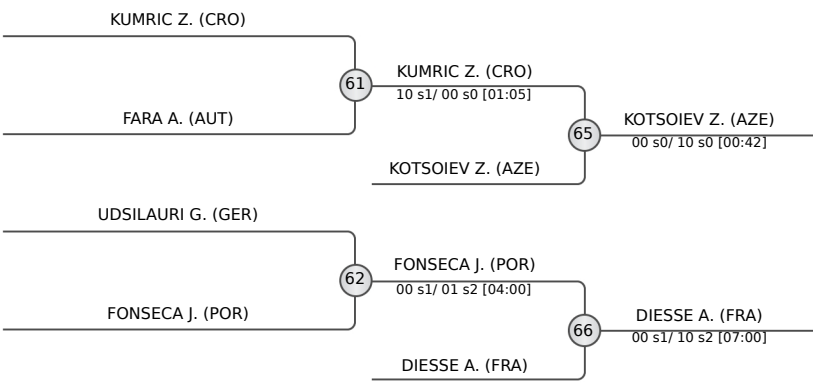 KUMRIC Z. (CRO)
61
KUMRIC Z. (CRO)
10 s1/ 00 s0 [01:05]
FARA A. (AUT)
65
KOTSOIEV Z. (AZE)
00 s0/ 10 s0 [00:42]
KOTSOIEV Z. (AZE)
UDSILAURI G. (GER)
62
FONSECA J. (POR)
00 s1/ 01 s2 [04:00]
FONSECA J. (POR)
66
DIESSE A. (FRA)
00 s1/ 10 s2 [07:00]
DIESSE A. (FRA)